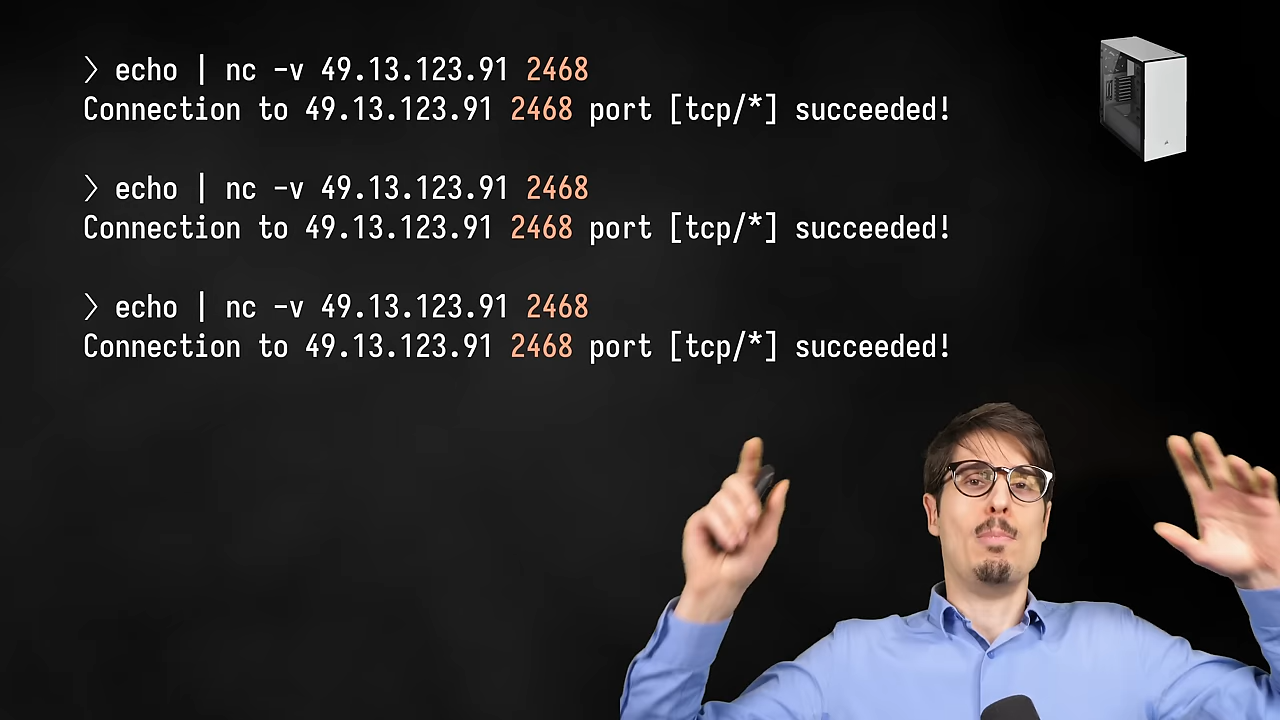 〉 echo | nc -v 49.13.123.91 2468
Connection to 49.13.123.91 2468 port [tcp/*] succeeded!
〉 echo | nc -v 49.13.123.91 2468
Connection to 49.13.123.91 2468 port [tcp/*] succeeded!
〉 echo | nc -v 49.13.123.91 2468
Connection to 49.13.123.91 2468 port [tcp/*] succeeded!